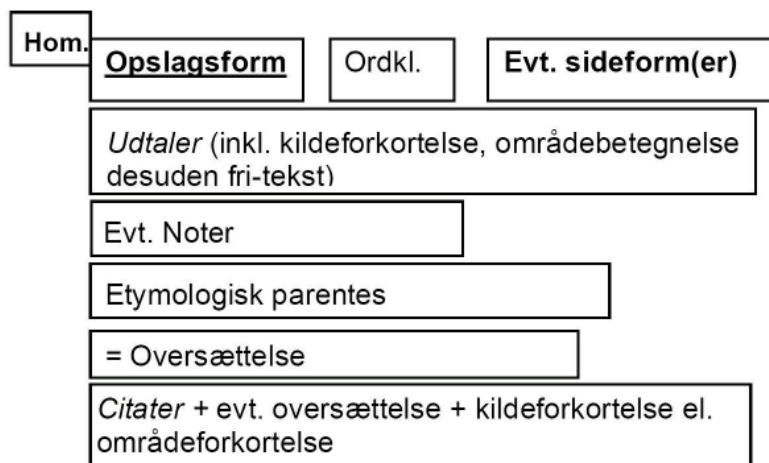 Hom.
Opslagsform Ordkl. Evt. sideform(er)
Udtaler (inkl. kildeforkortelse, områdebetegnelse
desuden fri-tekst)
Evt. Noter
Etymologisk parentes
= Oversættelse
Citater + evt. oversættelse + kildeforkortelse el.
områdeforkortelse